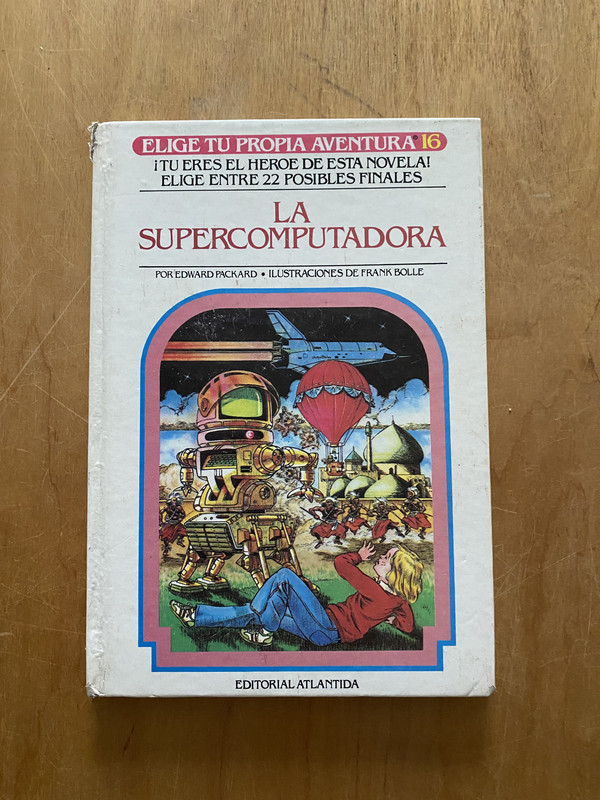 ELIGE TU PROPIA AVENTURA® 16
¡TU ERES EL HEROE DE ESTA NOVELA!
ELIGE ENTRE 22 POSIBLES FINALES
LA
SUPERCOMPUTADORA
POR EDWARD PACKARD • ILUSTRACIONES DE FRANK BOLLE
EDITORIAL ATLANTIDA